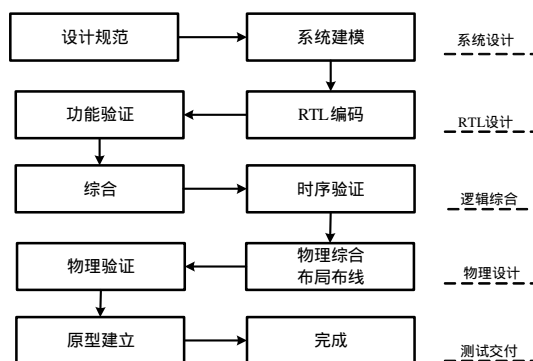 设计规范
系统建模
系统设计
功能验证
RTL编码
RTL设计
综合
时序验证
逻辑综合
物理验证
物理综合
布局布线
物理设计
原型建立
完成
测试交付